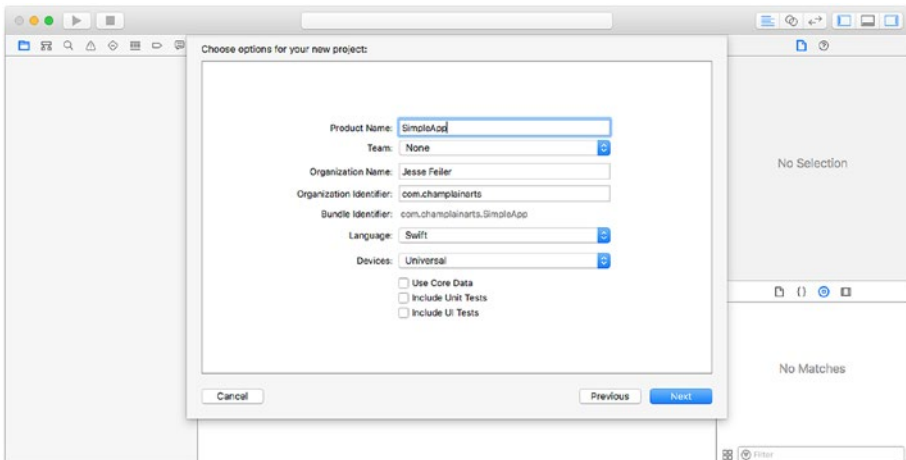 Choose options for your new project:
Product Name: SimpleApp
Team: None
Organization Name: Jesse Feiler
Organization Identifier: com.champlainarts
Bundle Identifier: com.champlainarts.SimpleApp
Language: Swift
Devices: Universal
Use Core Data
Include Unit Tests
Include UI Tests
Cancel
Previous
Next
No Selection
{}
No Matches
Filter